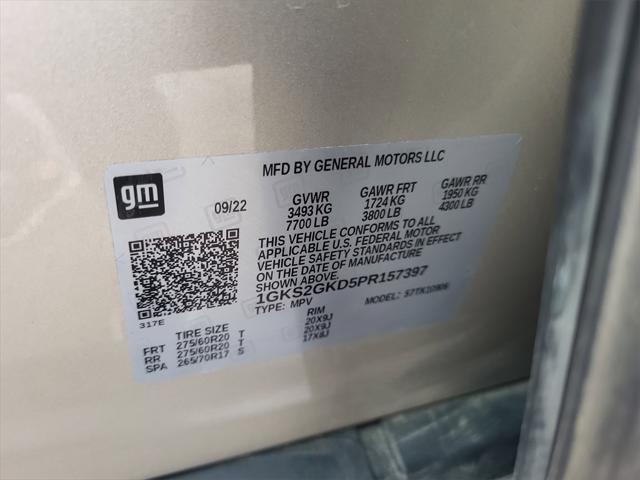 gm
MFD BY GENERAL MOTORS LLC
09/22
GVWR GAWR FRT GAWR RR
3493 KG 1724 KG 1950 KG
7700 LB 3800 LB 4300 LB
THIS VEHICLE CONFORMS TO ALL
APPLICABLE U.S. FEDERAL MOTOR
VEHICLE SAFETY STANDARDS IN EFFECT
ON THE DATE OF MANUFACTURE
SHOWN ABOVE.
1GKS2GKD5PR157397
TYPE: MPV MODEL: 57TK10906
317E
TIRE SIZE RIM
FRT 275/60R20 T 20X9J
RR 275/60R20 T 20X9J
SPA 265/70R17 S 17X8J